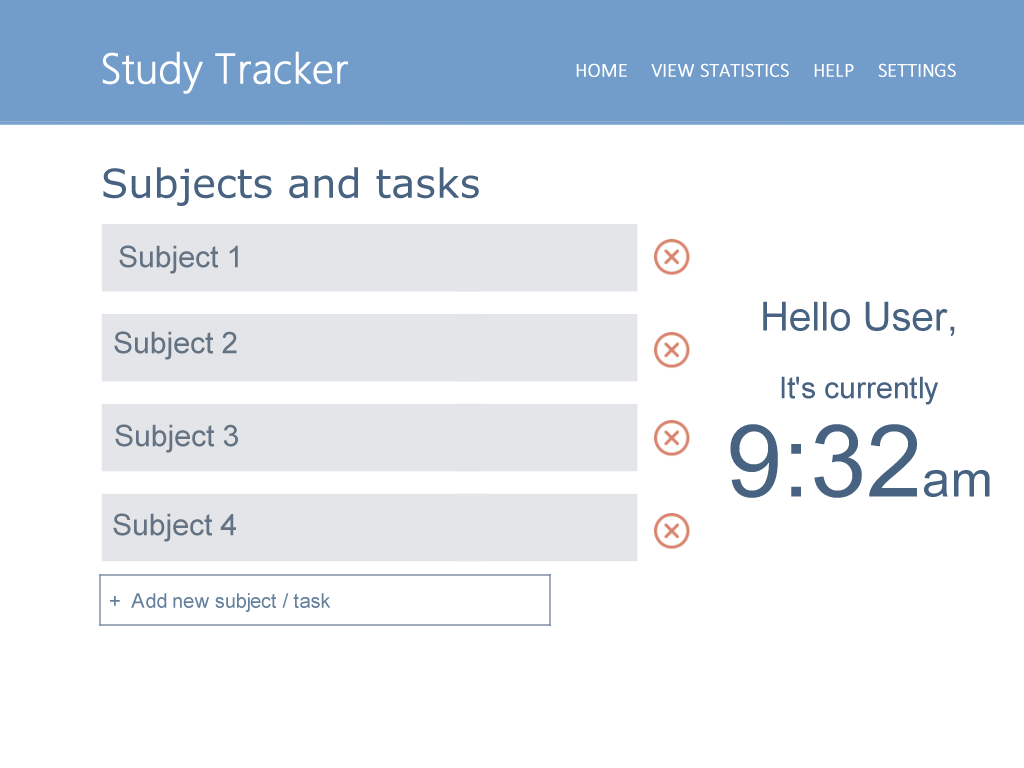 Study Tracker
HOME VIEW STATISTICS HELP SETTINGS
Subjects and tasks
Subject 1
Subject 2
Subject 3
Subject 4
+ Add new subject / task
Hello User,
It's currently
9:32am